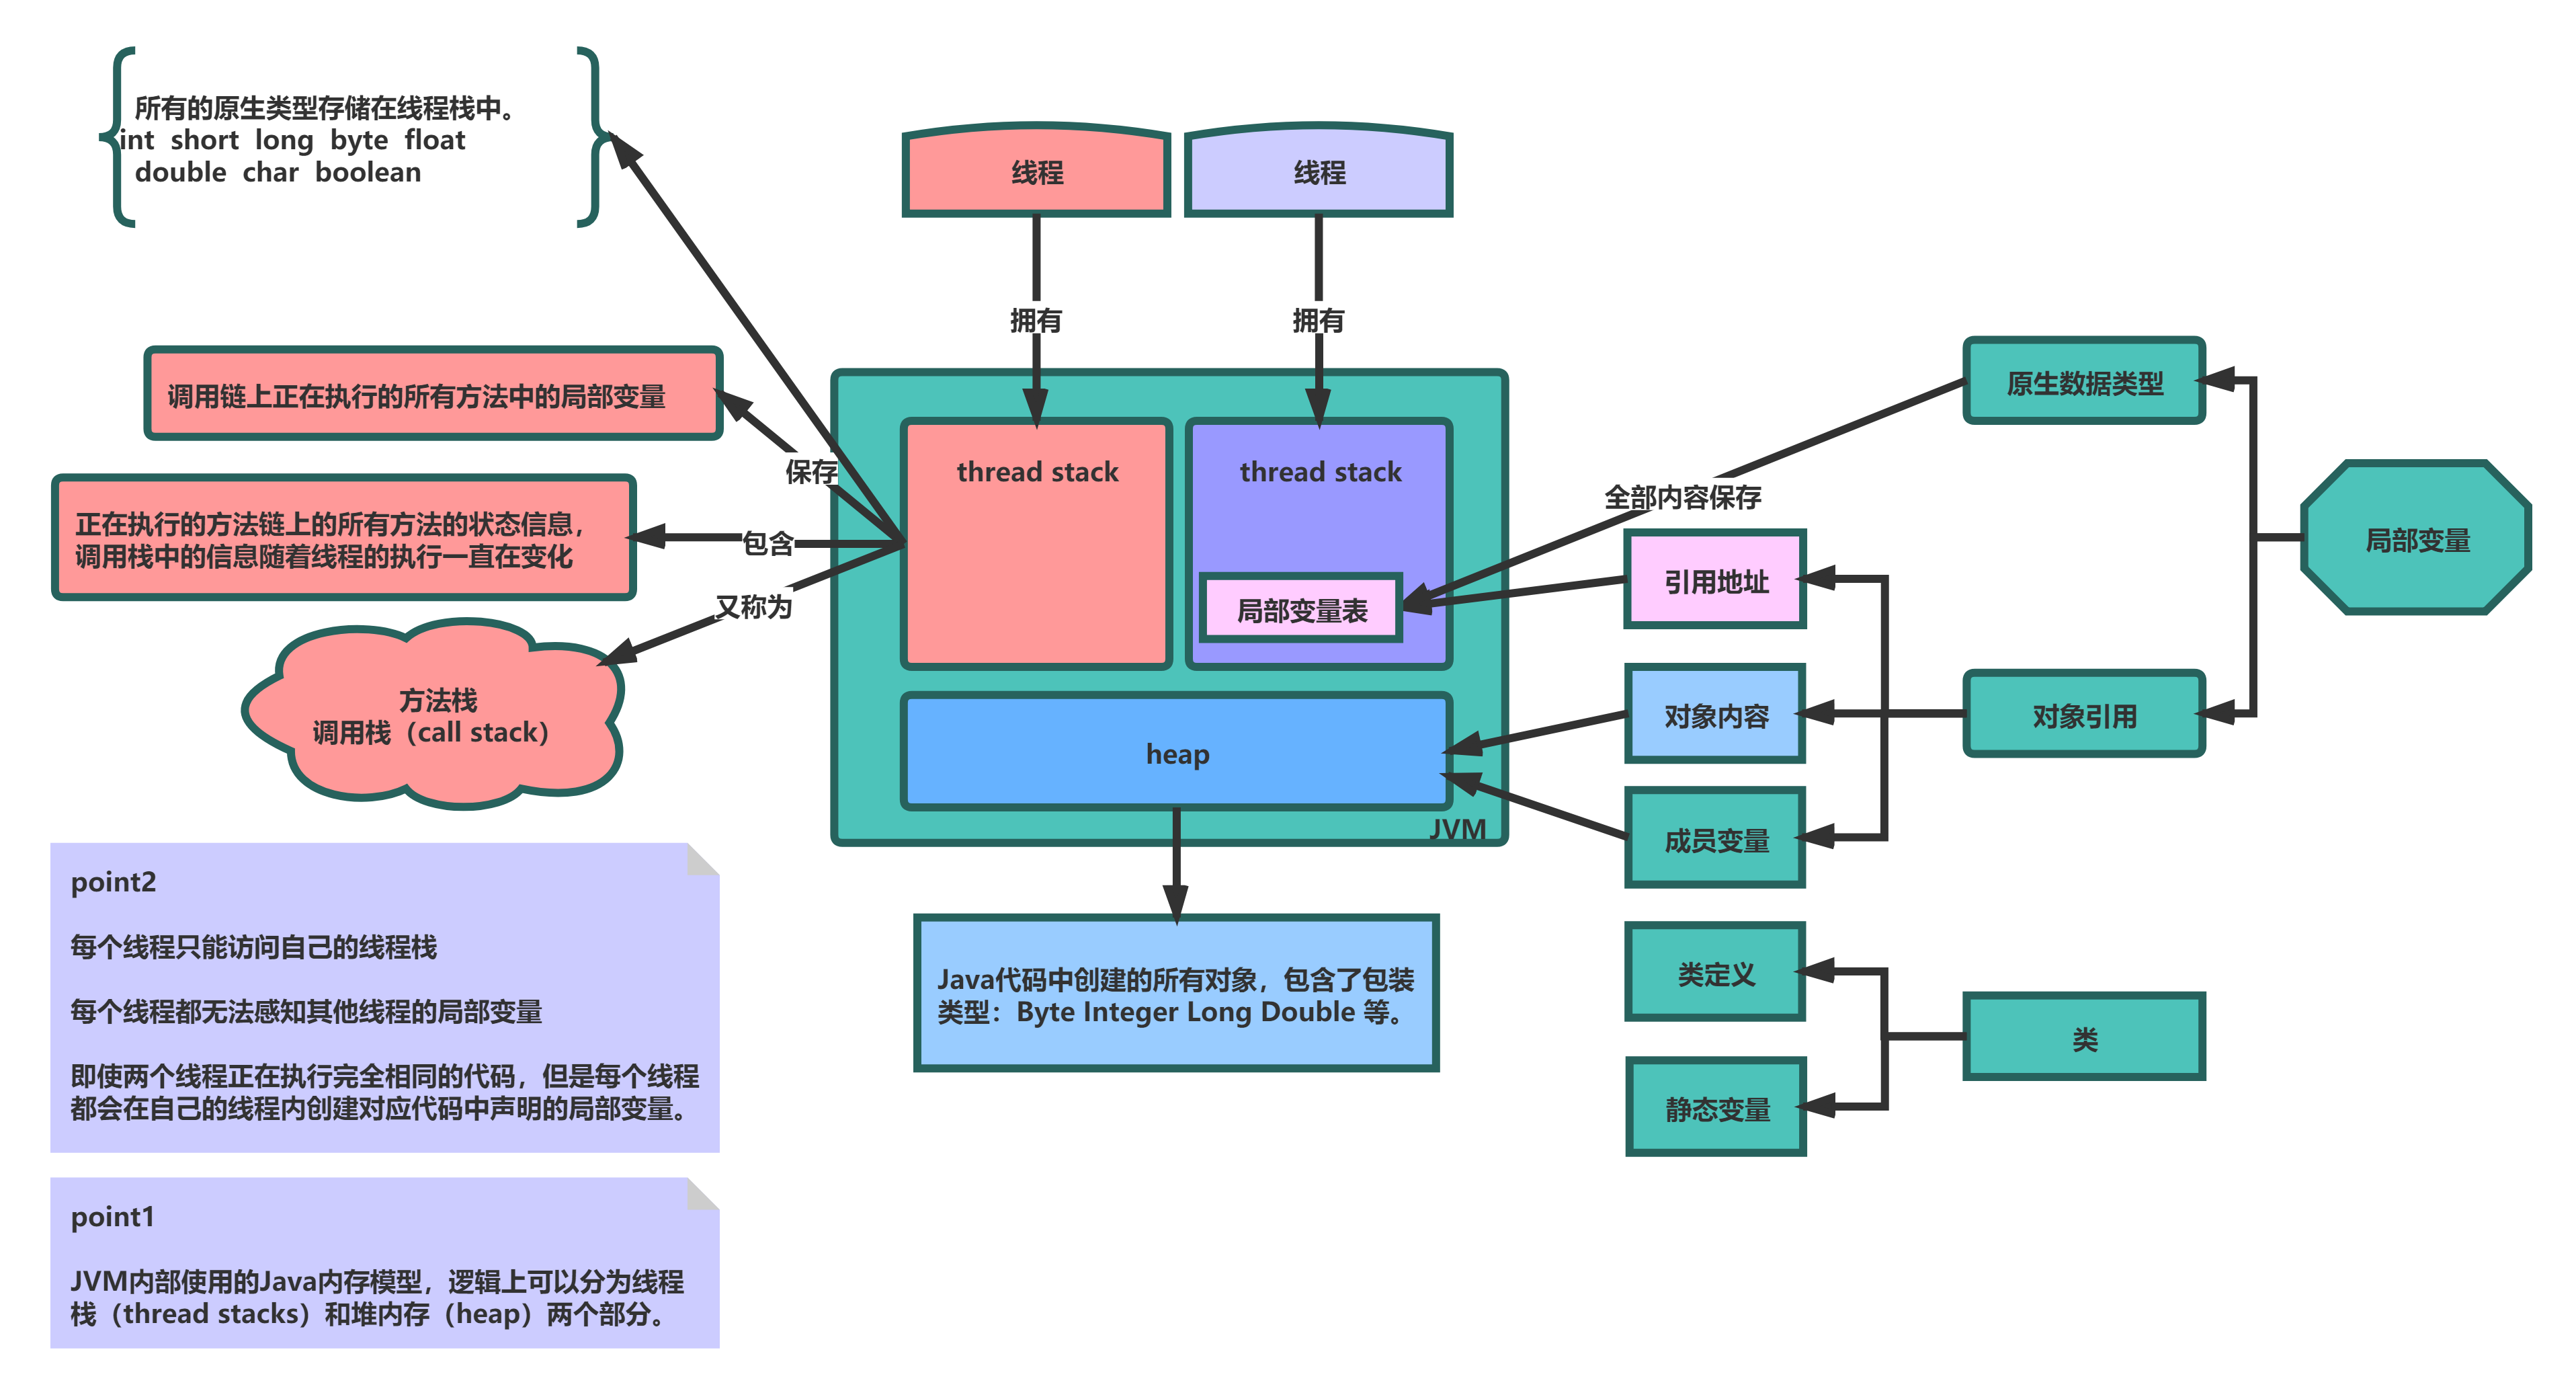 所有的原生类型存储在线程栈中。
int short long byte float
double char boolean
线程
线程
拥有
拥有
调用链上正在执行的所有方法中的局部变量
保存
正在执行的方法链上的所有方法的状态信息，
调用栈中的信息随着线程的执行一直在变化
包含
又称为
方法栈
调用栈（call stack）
thread stack
thread stack
局部变量表
heap
JVM
Java代码中创建的所有对象，包含了包装
类型：Byte Integer Long Double 等。
原生数据类型
全部内容保存
局部变量
引用地址
对象内容
对象引用
成员变量
类定义
类
静态变量
point2
每个线程只能访问自己的线程栈
每个线程都无法感知其他线程的局部变量
即使两个线程正在执行完全相同的代码，但是每个线程
都会在自己的线程内创建对应代码中声明的局部变量。
point1
JVM内部使用的Java内存模型，逻辑上可以分为线程
栈（thread stacks）和堆内存（heap）两个部分。